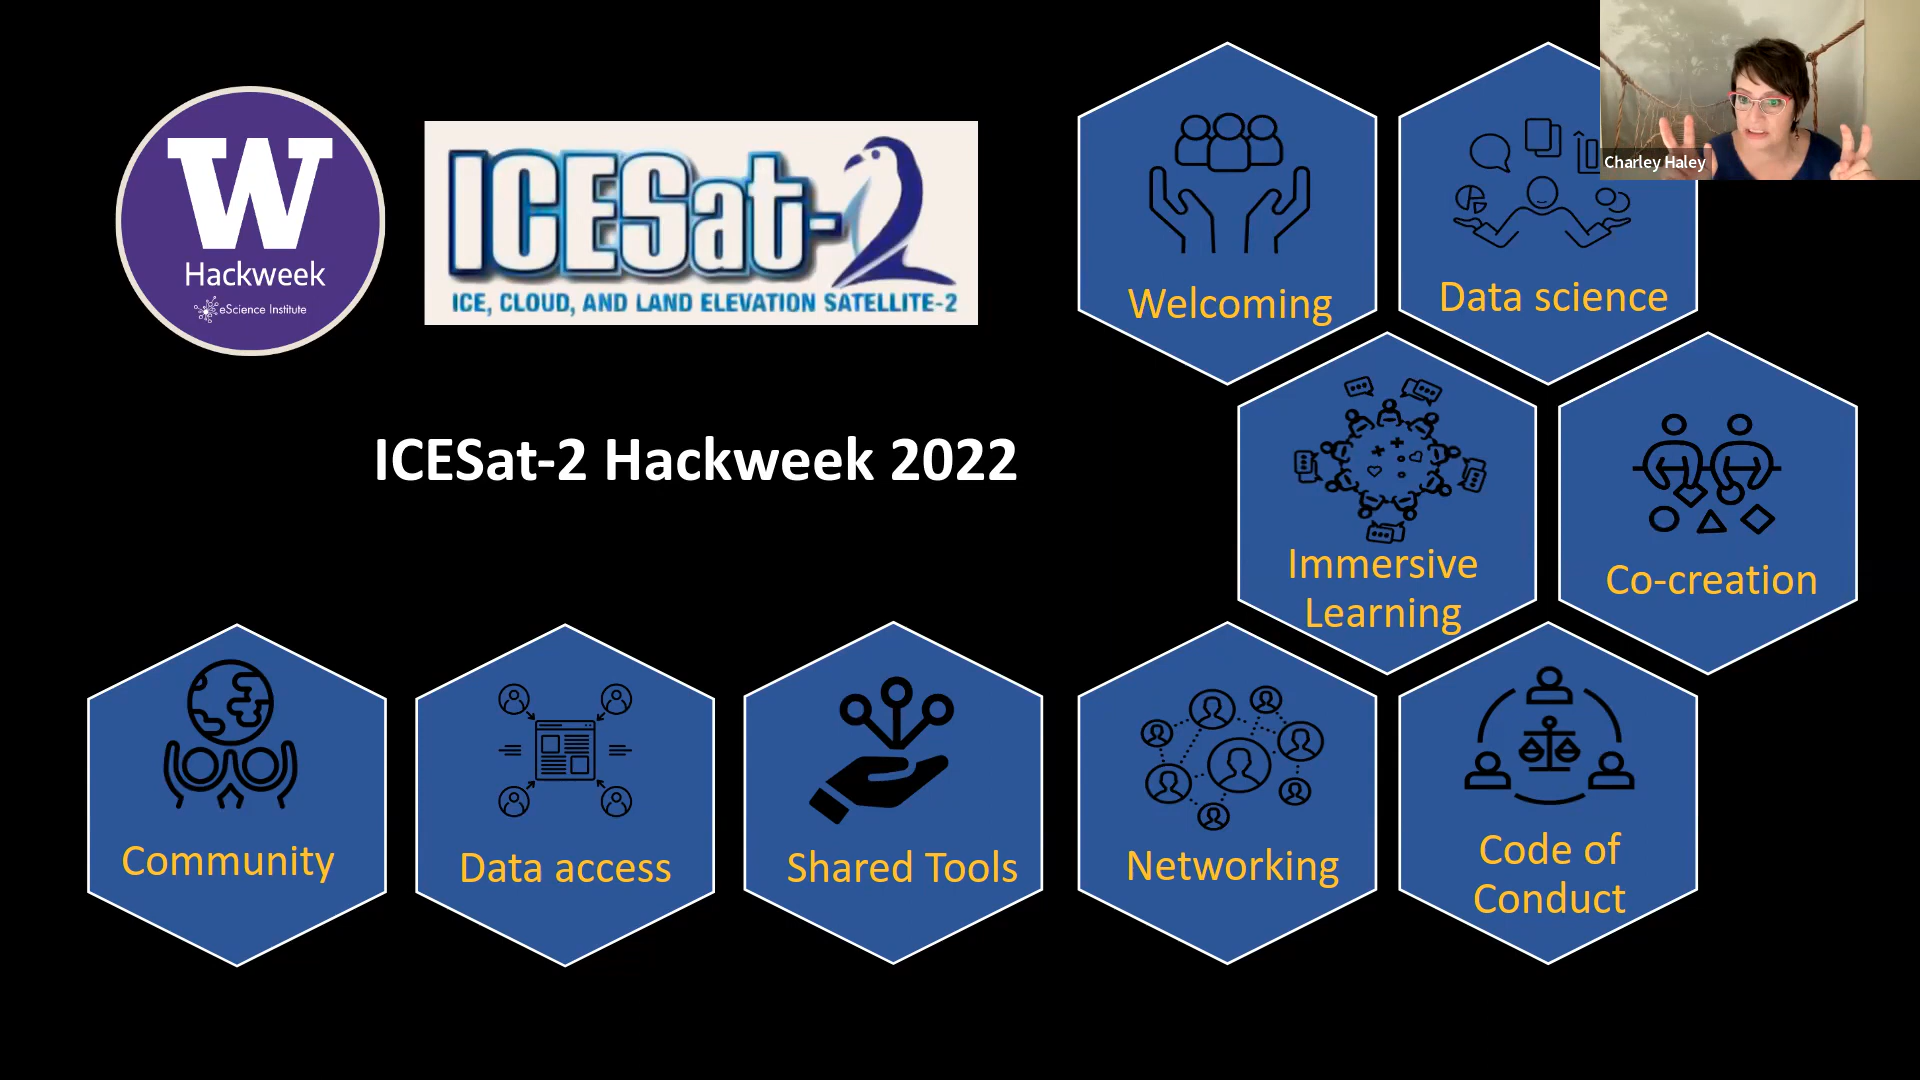 W
Hackweek
eScience Institute
ICESat-2
ICE, CLOUD, AND LAND ELEVATION SATELLITE-2
ICESat-2 Hackweek 2022
Welcoming
Data science
Charley Haley
Immersive
Learning
Co-creation
Community
Data access
Shared Tools
Networking
Code of
Conduct